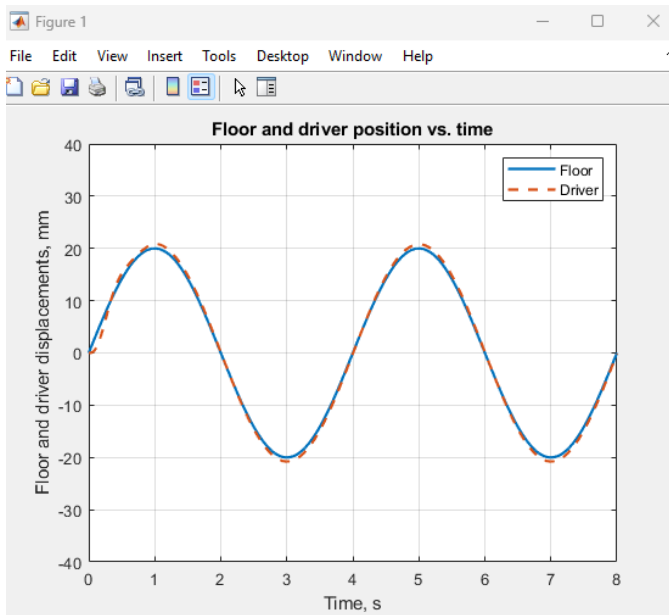 Figure 1
File Edit View Insert Tools Desktop Window Help
Floor and driver position vs. time
Floor
Driver
40
30
20
10
0
-10
-20
-30
-40
Floor and driver displacements, mm
0 1 2 3 4 5 6 7 8
Time, s